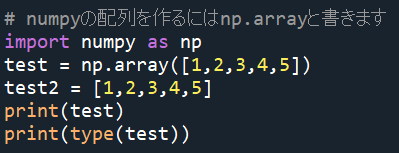 # numpyの配列を作るにはnp.arrayと書きます
import numpy as np
test = np.array([1,2,3,4,5])
test2 = [1,2,3,4,5]
print(test)
print(type(test))